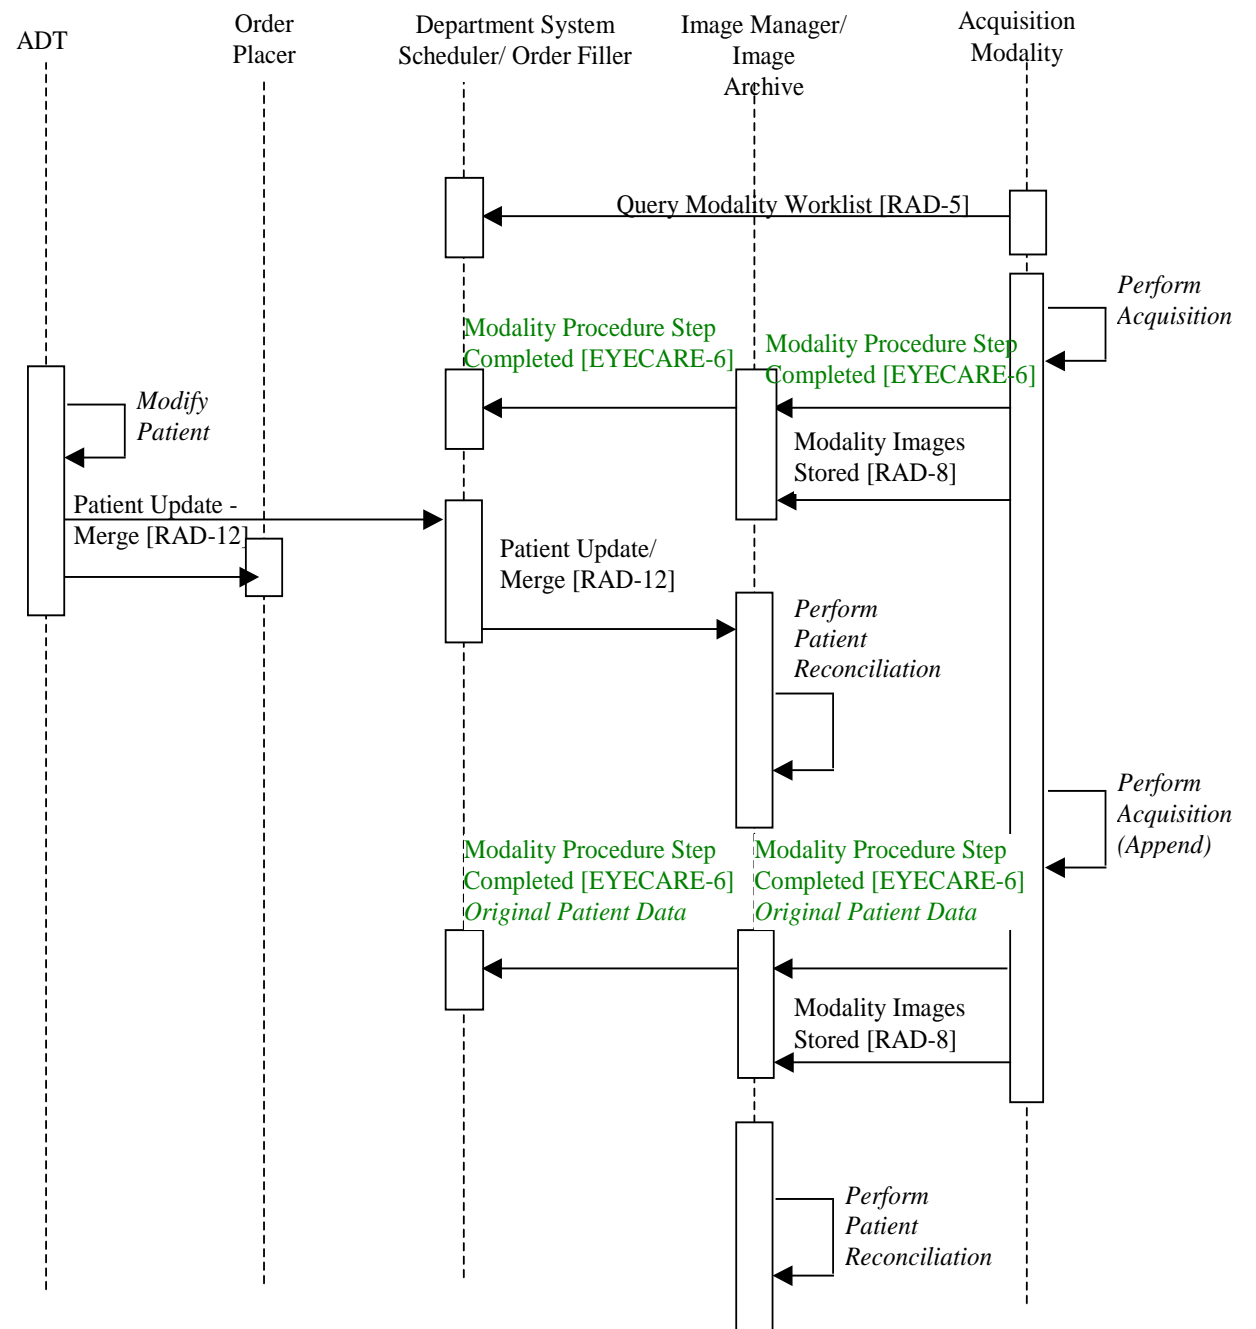 ADT
Order
Placer
Department System
Scheduler/ Order Filler
Image Manager/
Image
Archive
Acquisition
Modality
Query Modality Worklist [RAD-5]
Perform
Acquisition
Modality Procedure Step
Completed [EYECARE-6]
Modality Procedure Step
Completed [EYECARE-6]
Modify
Patient
Modality Images
Stored [RAD-8]
Patient Update -
Merge [RAD-12]
Patient Update/
Merge [RAD-12]
Perform
Patient
Reconciliation
Perform
Acquisition
(Append)
Modality Procedure Step
Completed [EYECARE-6]
Original Patient Data
Modality Procedure Step
Completed [EYECARE-6]
Original Patient Data
Modality Images
Stored [RAD-8]
Perform
Patient
Reconciliation